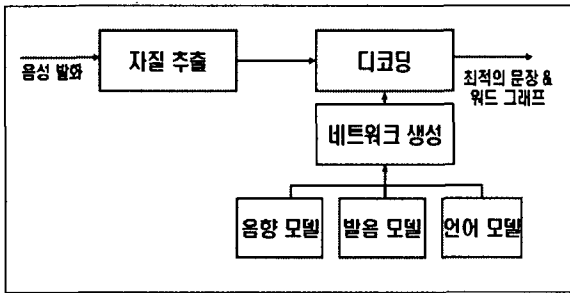 음성 발화
자질 추출
디코딩
최적의 문장 &
워드 그래프
네트워크 생성
음향 모델
발음 모델
언어 모델